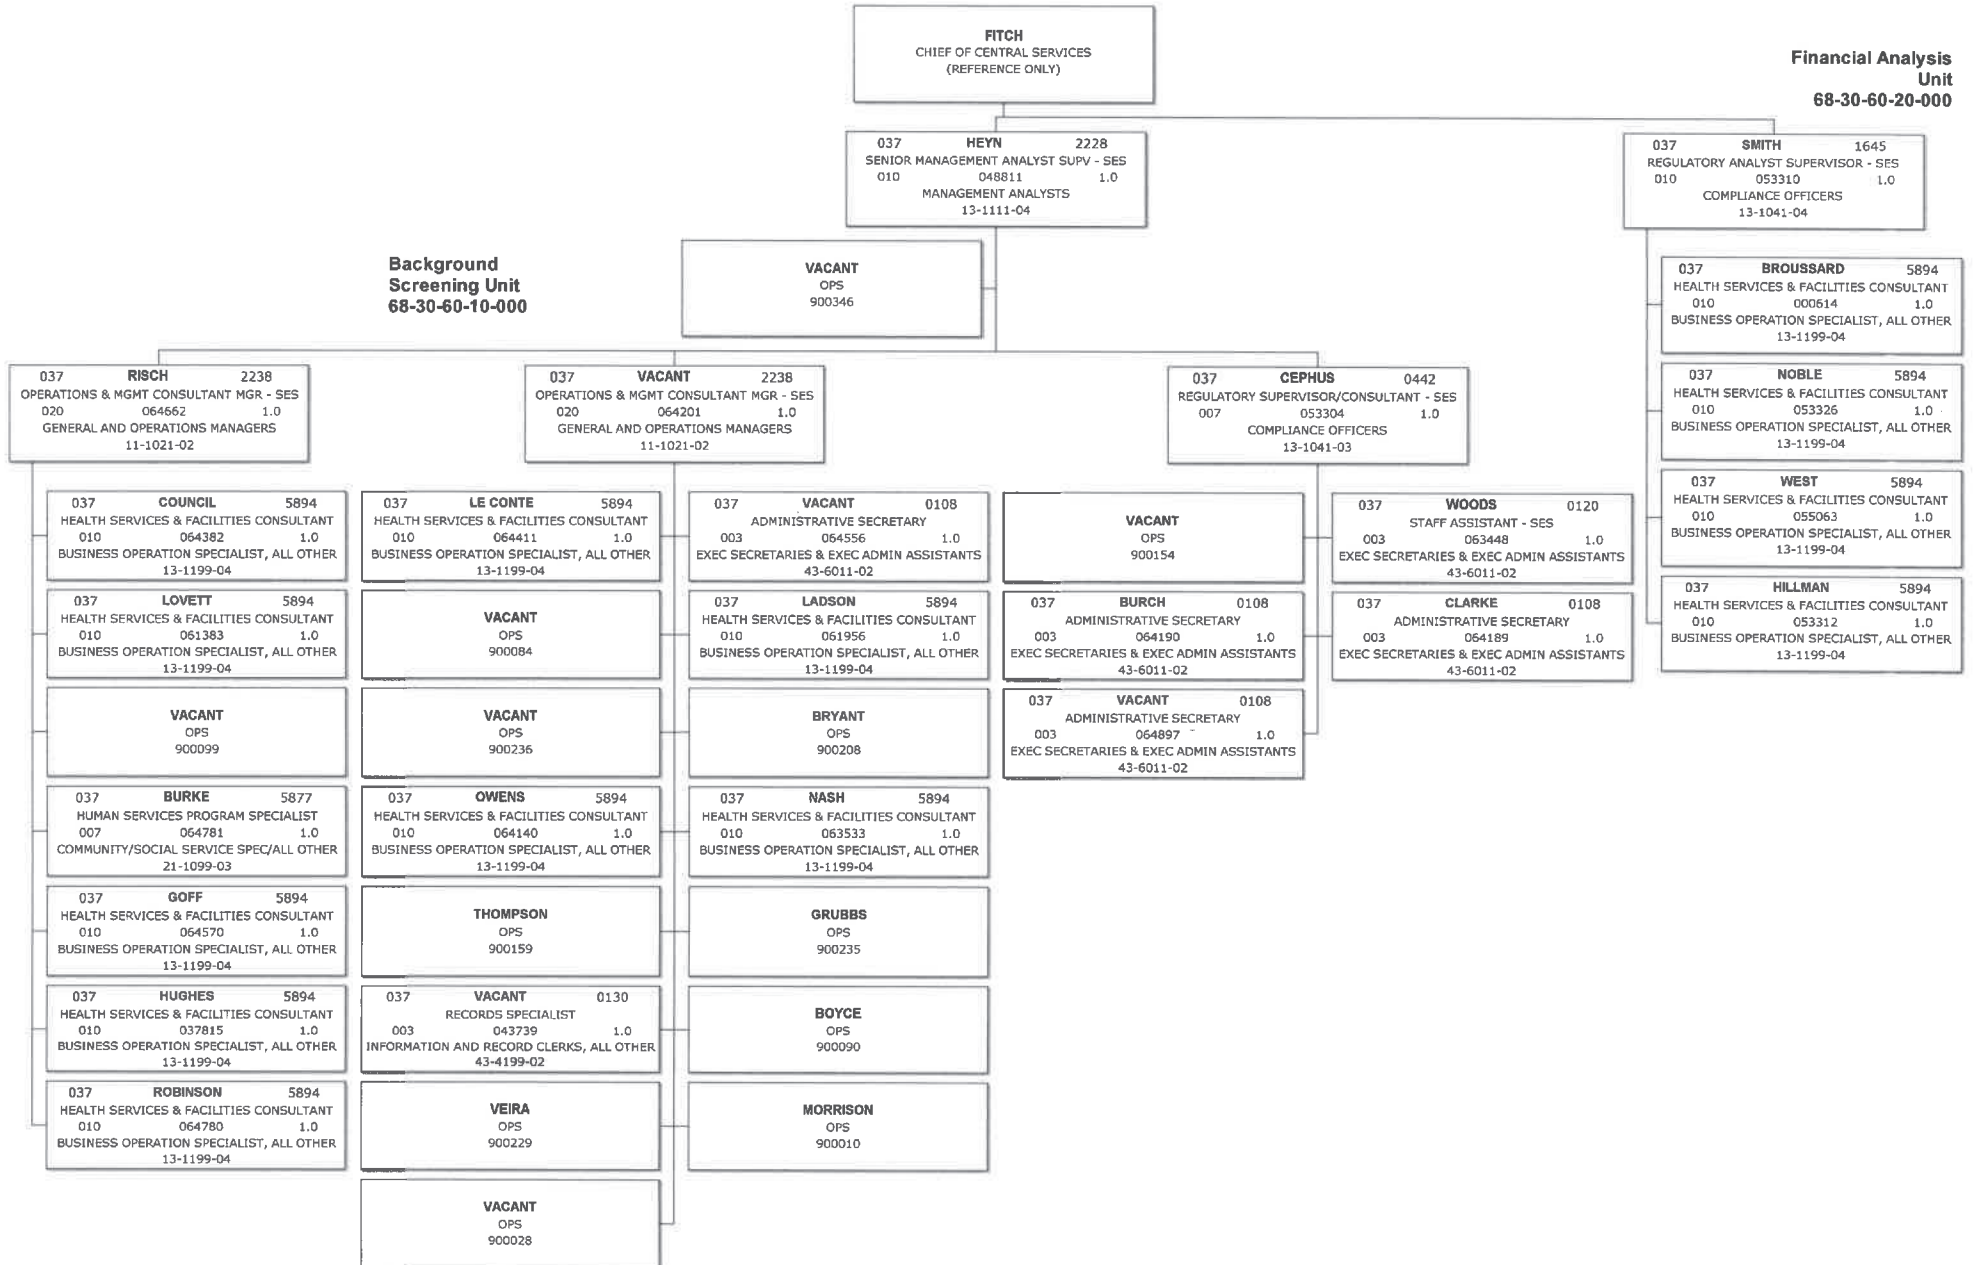 FITCH
CHIEF OF CENTRAL SERVICES
(REFERENCE ONLY)
Financial Analysis
Unit
68-30-60-20-000
037 HEYN 2228
SENIOR MANAGEMENT ANALYST SUPV - SES
010 048811 1.0
MANAGEMENT ANALYSTS
13-1111-04
037 SMITH 1645
REGULATORY ANALYST SUPERVISOR - SES
010 053310 1.0
COMPLIANCE OFFICERS
13-1041-04
Background
Screening Unit
68-30-60-10-000
VACANT
OPS
900346
037 RISCH 2238
OPERATIONS & MGMT CONSULTANT MGR - SES
020 064662 1.0
GENERAL AND OPERATIONS MANAGERS
11-1021-02
037 COUNCIL 5894
HEALTH SERVICES & FACILITIES CONSULTANT
010 064382 1.0
BUSINESS OPERATION SPECIALIST, ALL OTHER
13-1199-04
037 LOVETT 5894
HEALTH SERVICES & FACILITIES CONSULTANT
010 061383 1.0
BUSINESS OPERATION SPECIALIST, ALL OTHER
13-1199-04
VACANT
OPS
900099
037 BURKE 5877
HUMAN SERVICES PROGRAM SPECIALIST
007 064781 1.0
COMMUNITY/SOCIAL SERVICE SPEC/ALL OTHER
21-1099-03
037 GOFF 5894
HEALTH SERVICES & FACILITIES CONSULTANT
010 064570 1.0
BUSINESS OPERATION SPECIALIST, ALL OTHER
13-1199-04
037 HUGHES 5894
HEALTH SERVICES & FACILITIES CONSULTANT
010 037815 1.0
BUSINESS OPERATION SPECIALIST, ALL OTHER
13-1199-04
037 ROBINSON 5894
HEALTH SERVICES & FACILITIES CONSULTANT
010 064780 1.0
BUSINESS OPERATION SPECIALIST, ALL OTHER
13-1199-04
037 VACANT 2238
OPERATIONS & MGMT CONSULTANT MGR - SES
020 064201 1.0
GENERAL AND OPERATIONS MANAGERS
11-1021-02
037 LE CONTE 5894
HEALTH SERVICES & FACILITIES CONSULTANT
010 064411 1.0
BUSINESS OPERATION SPECIALIST, ALL OTHER
13-1199-04
VACANT
OPS
900084
VACANT
OPS
900236
037 OWENS 5894
HEALTH SERVICES & FACILITIES CONSULTANT
010 064140 1.0
BUSINESS OPERATION SPECIALIST, ALL OTHER
13-1199-04
THOMPSON
OPS
900159
037 VACANT 0130
RECORDS SPECIALIST
003 043739 1.0
INFORMATION AND RECORD CLERKS, ALL OTHER
43-4199-02
VEIRA
OPS
900229
VACANT
OPS
900028
037 VACANT 0108
ADMINISTRATIVE SECRETARY
003 064556 1.0
EXEC SECRETARIES & EXEC ADMIN ASSISTANTS
43-6011-02
037 LADSON 5894
HEALTH SERVICES & FACILITIES CONSULTANT
010 061956 1.0
BUSINESS OPERATION SPECIALIST, ALL OTHER
13-1199-04
BRYANT
OPS
900208
037 NASH 5894
HEALTH SERVICES & FACILITIES CONSULTANT
010 063533 1.0
BUSINESS OPERATION SPECIALIST, ALL OTHER
13-1199-04
GRUBBS
OPS
900235
BOYCE
OPS
900090
MORRISON
OPS
900010
037 CEPHUS 0442
REGULATORY SUPERVISOR/CONSULTANT - SES
007 053304 1.0
COMPLIANCE OFFICERS
13-1041-03
VACANT
OPS
900154
037 BURCH 0108
ADMINISTRATIVE SECRETARY
003 064190 1.0
EXEC SECRETARIES & EXEC ADMIN ASSISTANTS
43-6011-02
037 VACANT 0108
ADMINISTRATIVE SECRETARY
003 064897 1.0
EXEC SECRETARIES & EXEC ADMIN ASSISTANTS
43-6011-02
037 WOODS 0120
STAFF ASSISTANT - SES
003 063448 1.0
EXEC SECRETARIES & EXEC ADMIN ASSISTANTS
43-6011-02
037 CLARKE 0108
ADMINISTRATIVE SECRETARY
003 064189 1.0
EXEC SECRETARIES & EXEC ADMIN ASSISTANTS
43-6011-02
037 BROUSSARD 5894
HEALTH SERVICES & FACILITIES CONSULTANT
010 000614 1.0
BUSINESS OPERATION SPECIALIST, ALL OTHER
13-1199-04
037 NOBLE 5894
HEALTH SERVICES & FACILITIES CONSULTANT
010 053326 1.0
BUSINESS OPERATION SPECIALIST, ALL OTHER
13-1199-04
037 WEST 5894
HEALTH SERVICES & FACILITIES CONSULTANT
010 055063 1.0
BUSINESS OPERATION SPECIALIST, ALL OTHER
13-1199-04
037 HILLMAN 5894
HEALTH SERVICES & FACILITIES CONSULTANT
010 053312 1.0
BUSINESS OPERATION SPECIALIST, ALL OTHER
13-1199-04